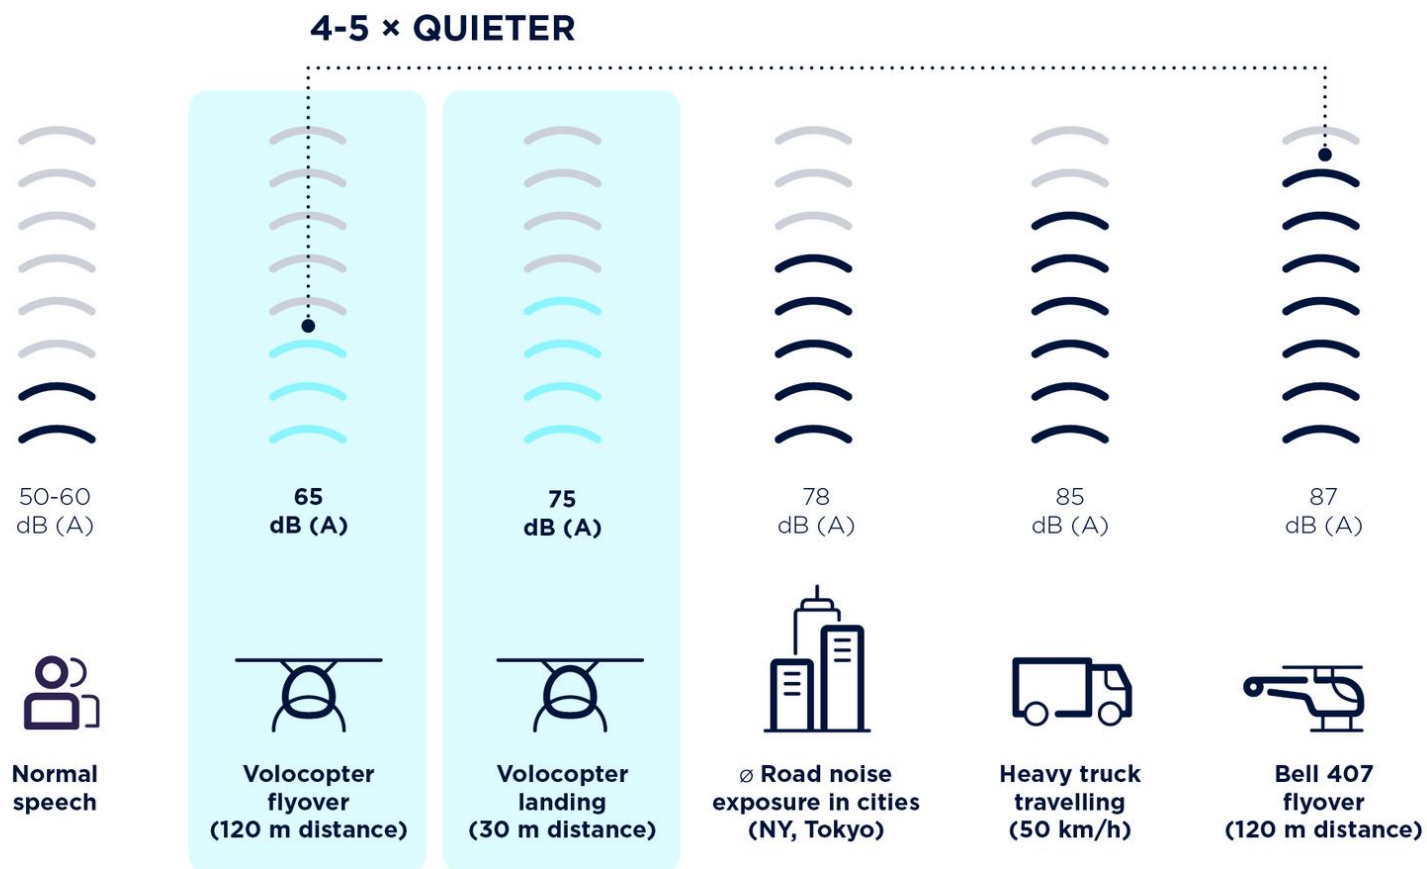 4-5 × QUIETER
50-60
dB (A)
65
dB (A)
75
dB (A)
78
dB (A)
85
dB (A)
87
dB (A)
Normal
speech
Volocopter
flyover
(120 m distance)
Volocopter
landing
(30 m distance)
⌀ Road noise
exposure in cities
(NY, Tokyo)
Heavy truck
travelling
(50 km/h)
Bell 407
flyover
(120 m distance)